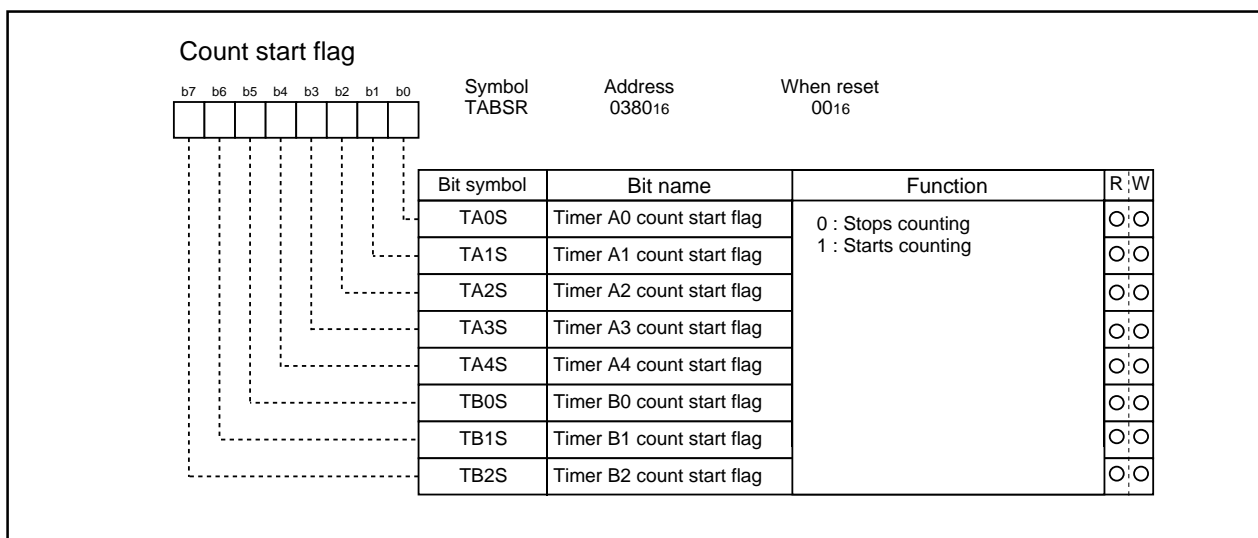 Count start flag
b7 b6 b5 b4 b3 b2 b1 b0
Symbol Address When reset
TABSR 038016 0016
Bit symbol Bit name Function R W
TA0S Timer A0 count start flag 0 : Stops counting
1 : Starts counting
TA1S Timer A1 count start flag
TA2S Timer A2 count start flag
TA3S Timer A3 count start flag
TA4S Timer A4 count start flag
TB0S Timer B0 count start flag
TB1S Timer B1 count start flag
TB2S Timer B2 count start flag